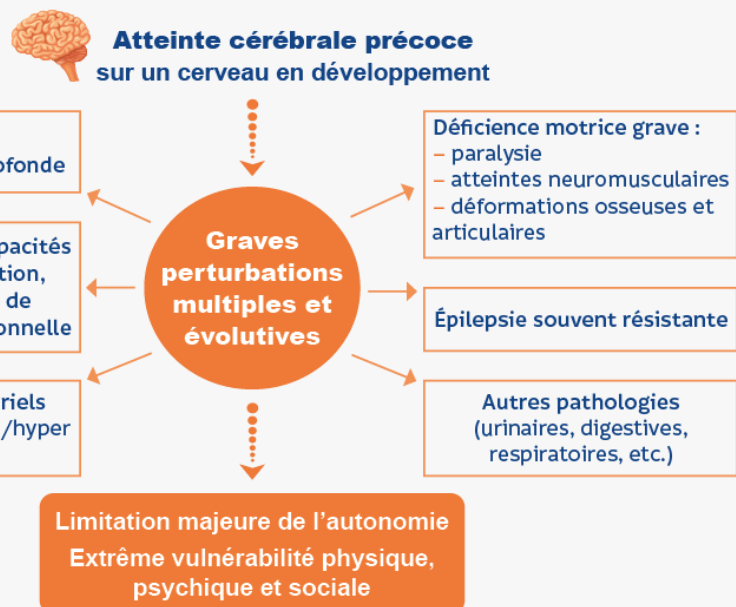 Atteinte cérébrale précoce
sur un cerveau en développement
ofonde
pacités
tion,
de
onnelle
riels
/hyper
Graves
perturbations
multiples et
évolutives
Déficience motrice grave :
– paralysie
– atteintes neuromusculaires
– déformations osseuses et
articulaires
Épilepsie souvent résistante
Autres pathologies
(urinaires, digestives,
respiratoires, etc.)
Limitation majeure de l’autonomie
Extrême vulnérabilité physique,
psychique et sociale